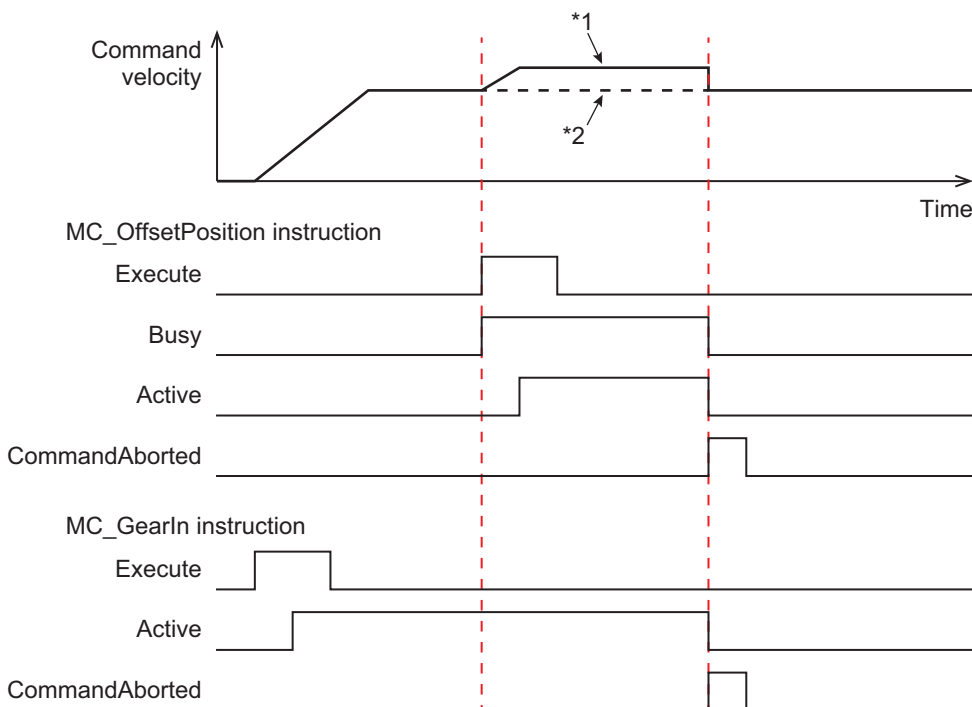 *1
Command
velocity
*2
Time
MC_OffsetPosition instruction
Execute
Busy
Active
CommandAborted
MC_GearIn instruction
Execute
Active
CommandAborted